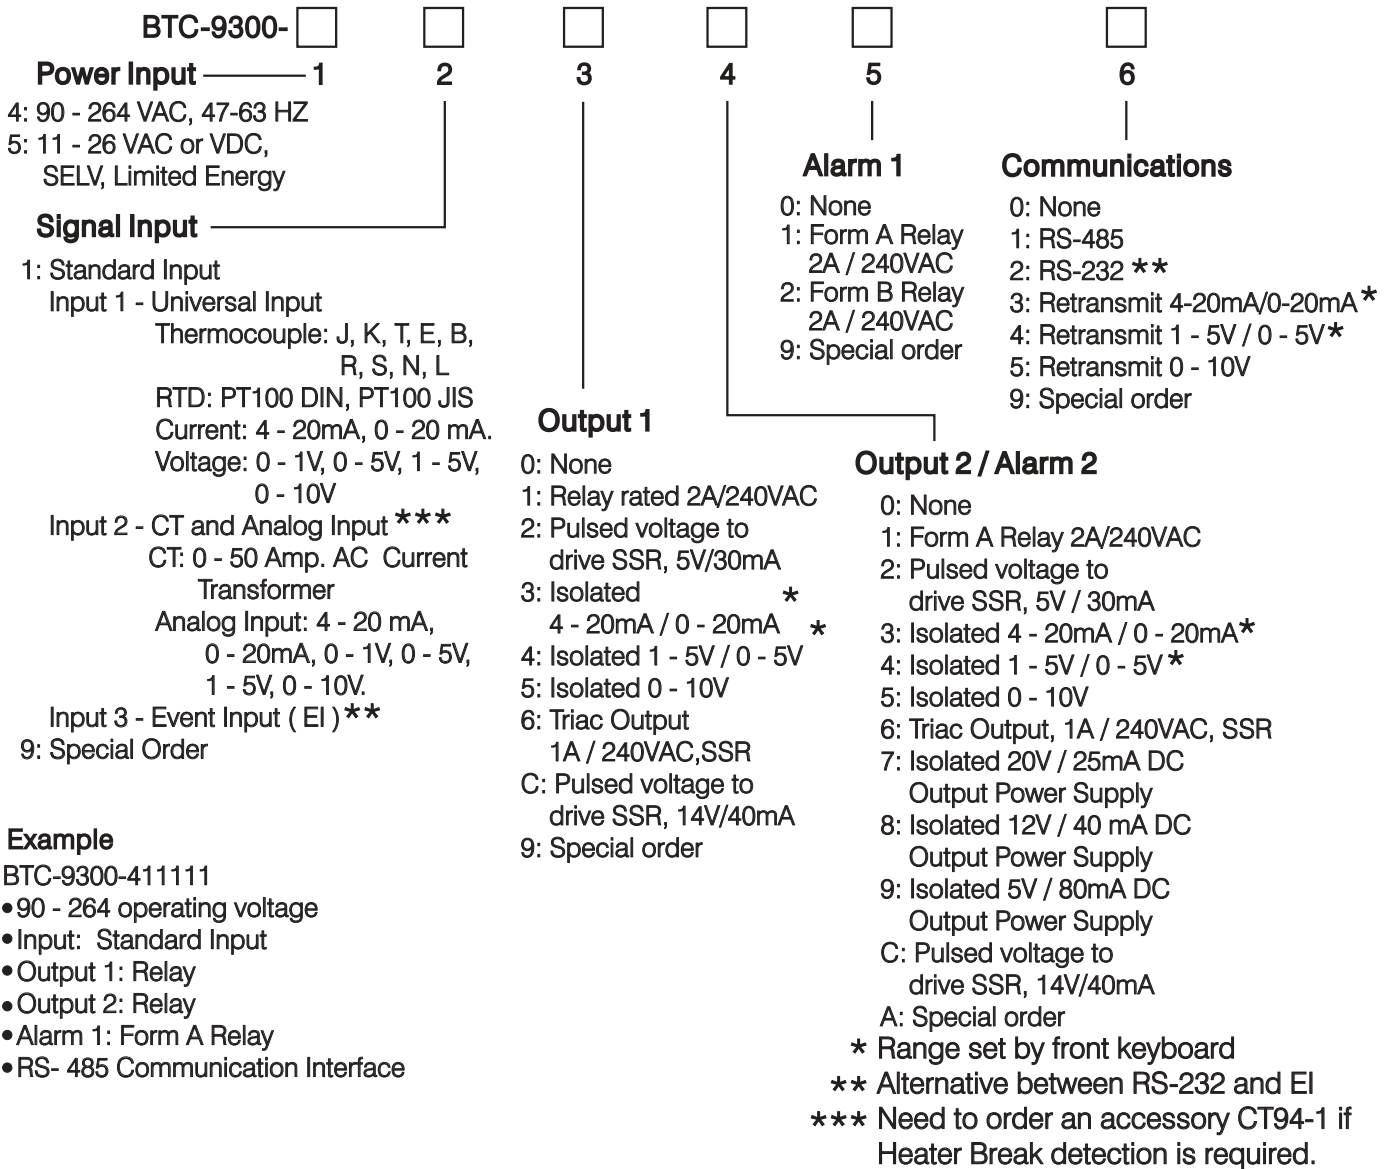 BTC-9300-
1 2 3 4 5 6
Power Input
4: 90 - 264 VAC, 47-63 HZ
5: 11 - 26 VAC or VDC,
SELV, Limited Energy
Signal Input
1: Standard Input
Input 1 - Universal Input
Thermocouple: J, K, T, E, B,
R, S, N, L
RTD: PT100 DIN, PT100 JIS
Current: 4 - 20mA, 0 - 20 mA.
Voltage: 0 - 1V, 0 - 5V, 1 - 5V,
0 - 10V
Input 2 - CT and Analog Input ***
CT: 0 - 50 Amp. AC Current
Transformer
Analog Input: 4 - 20 mA,
0 - 20mA, 0 - 1V, 0 - 5V,
1 - 5V, 0 - 10V.
Input 3 - Event Input ( EI ) **
9: Special Order
Example
BTC-9300-411111
• 90 - 264 operating voltage
• Input: Standard Input
• Output 1: Relay
• Output 2: Relay
• Alarm 1: Form A Relay
• RS- 485 Communication Interface
Output 1
0: None
1: Relay rated 2A/240VAC
2: Pulsed voltage to
drive SSR, 5V/30mA
3: Isolated *
4 - 20mA / 0 - 20mA *
4: Isolated 1 - 5V / 0 - 5V
5: Isolated 0 - 10V
6: Triac Output
1A / 240VAC,SSR
C: Pulsed voltage to
drive SSR, 14V/40mA
9: Special order
Alarm 1
0: None
1: Form A Relay
2A / 240VAC
2: Form B Relay
2A / 240VAC
9: Special order
Communications
0: None
1: RS-485
2: RS-232 **
3: Retransmit 4-20mA/0-20mA *
4: Retransmit 1 - 5V / 0 - 5V *
5: Retransmit 0 - 10V
9: Special order
Output 2 / Alarm 2
0: None
1: Form A Relay 2A/240VAC
2: Pulsed voltage to
drive SSR, 5V / 30mA
3: Isolated 4 - 20mA / 0 - 20mA *
4: Isolated 1 - 5V / 0 - 5V *
5: Isolated 0 - 10V
6: Triac Output, 1A / 240VAC, SSR
7: Isolated 20V / 25mA DC
Output Power Supply
8: Isolated 12V / 40 mA DC
Output Power Supply
9: Isolated 5V / 80mA DC
Output Power Supply
C: Pulsed voltage to
drive SSR, 14V/40mA
A: Special order
* Range set by front keyboard
** Alternative between RS-232 and EI
*** Need to order an accessory CT94-1 if
Heater Break detection is required.